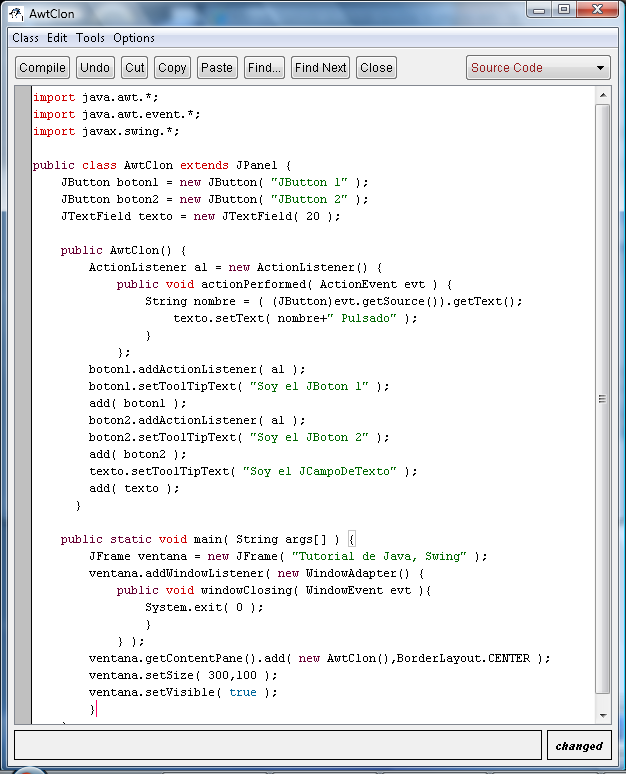 AwtClon
Class Edit Tools Options
Compile Undo Cut Copy Paste Find... Find Next Close Source Code
import java.awt.*;
import java.awt.event.*;
import javax.swing.*;
public class AwtClon extends JPanel {
JButton boton1 = new JButton( "JButton 1" );
JButton boton2 = new JButton( "JButton 2" );
JTextField texto = new JTextField( 20 );
public AwtClon() {
ActionListener al = new ActionListener() {
public void actionPerformed( ActionEvent evt ) {
String nombre = ( (JButton)evt.getSource()).getText();
texto.setText( nombre+" Pulsado" );
}
};
boton1.addActionListener( al );
boton1.setToolTipText( "Soy el JBoton 1" );
add( boton1 );
boton2.addActionListener( al );
boton2.setToolTipText( "Soy el JBoton 2" );
add( boton2 );
texto.setToolTipText( "Soy el JCampoDeTexto" );
add( texto );
}
public static void main( String args[] ) {
JFrame ventana = new JFrame( "Tutorial de Java, Swing" );
ventana.addWindowListener( new WindowAdapter() {
public void windowClosing( WindowEvent evt ){
System.exit( 0 );
}
} );
ventana.getContentPane().add( new AwtClon(),BorderLayout.CENTER );
ventana.setSize( 300,100 );
ventana.setVisible( true );
}
changed